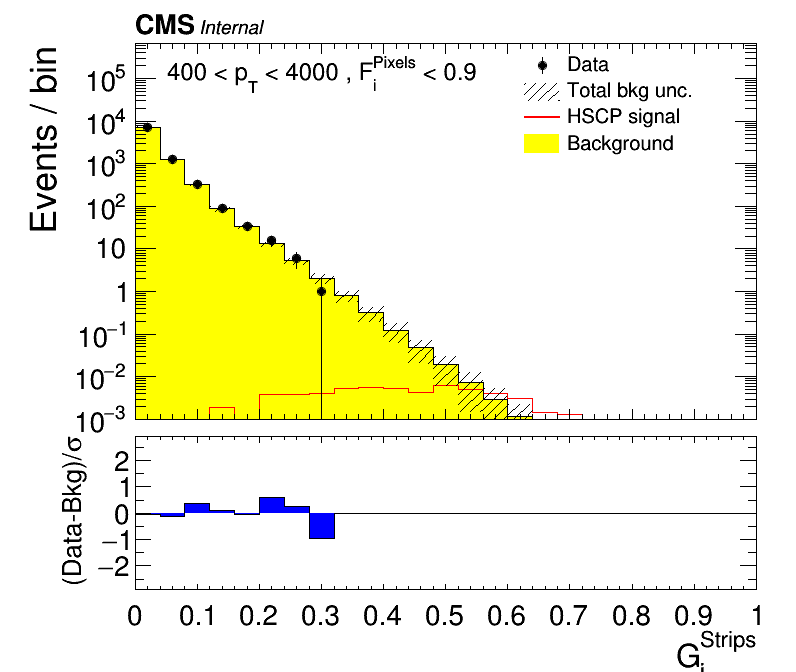 CMS Internal
400 < p_T < 4000 , F_i^Pixels < 0.9
Data
Total bkg unc.
HSCP signal
Background
Events / bin
10^5
10^4
10^3
10^2
10
1
10^−1
10^−2
10^−3
(Data-Bkg)/σ
2
1
0
−1
−2
0 0.1 0.2 0.3 0.4 0.5 0.6 0.7 0.8 0.9 1
G_i^Strips